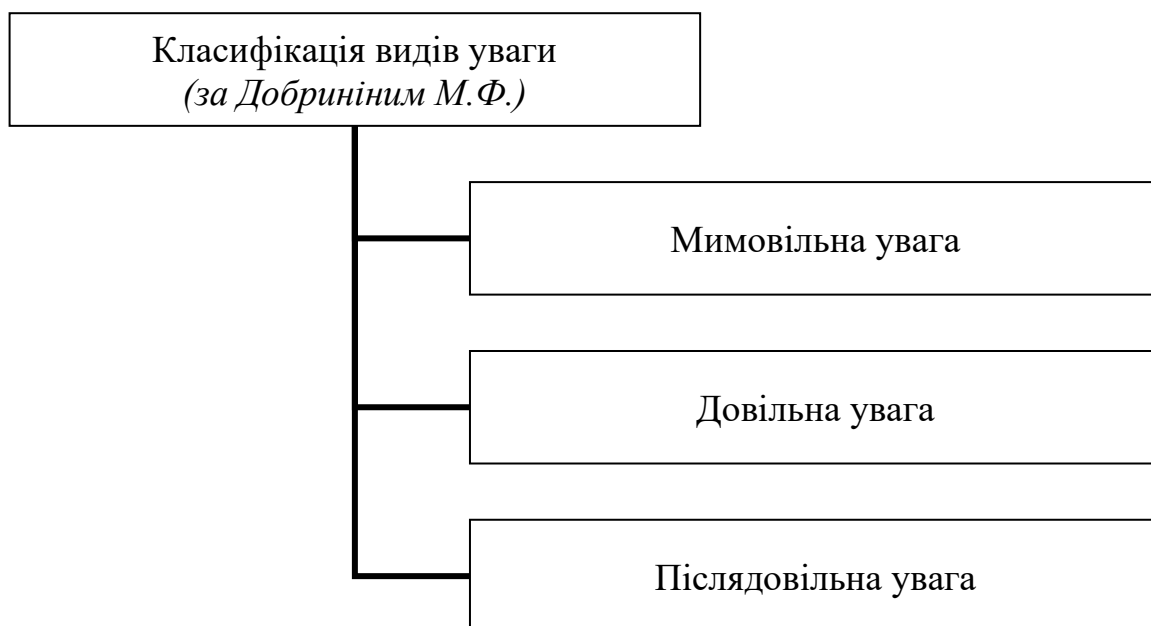 Класифікація видів уваги
(за Добриніним М.Ф.)
Мимовільна увага
Довільна увага
Післядовільна увага